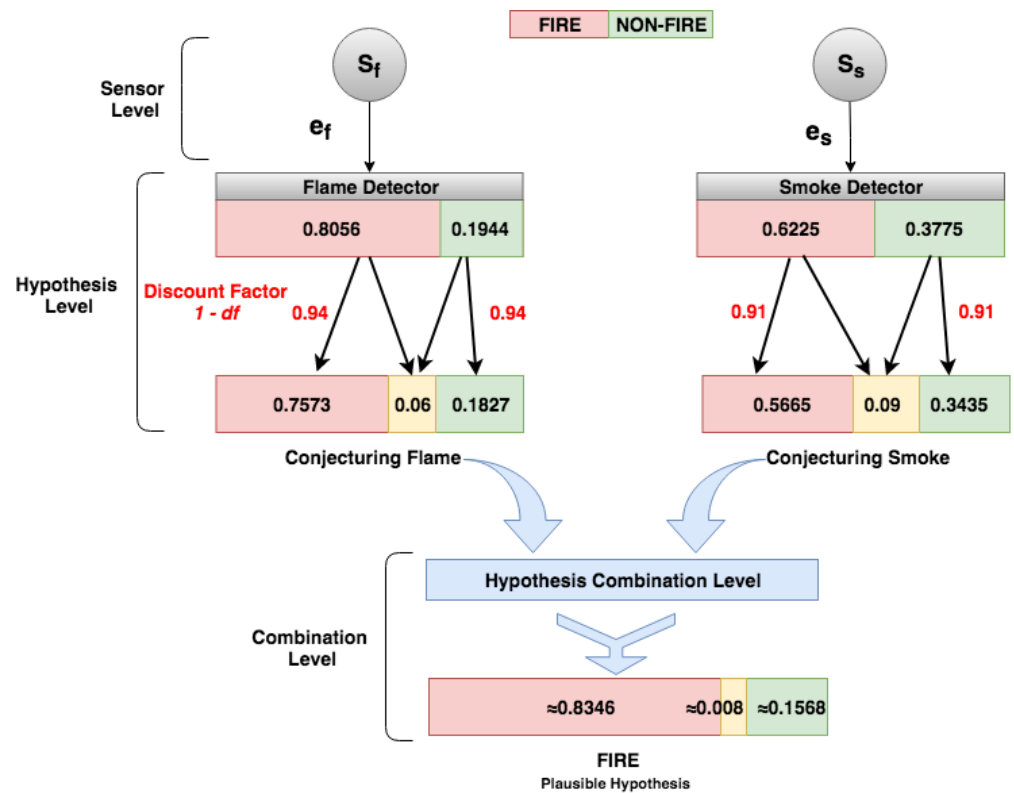 FIRE NON-FIRE
Sensor
Level
Sf
Ss
ef
es
Flame Detector
Smoke Detector
0.8056 0.1944
0.6225 0.3775
Hypothesis
Level
Discount Factor
1 - df
0.94
0.94
0.91
0.91
0.7573 0.06 0.1827
0.5665 0.09 0.3435
Conjecturing Flame
Conjecturing Smoke
Hypothesis Combination Level
Combination
Level
≈0.8346 ≈0.008 ≈0.1568
FIRE
Plausible Hypothesis